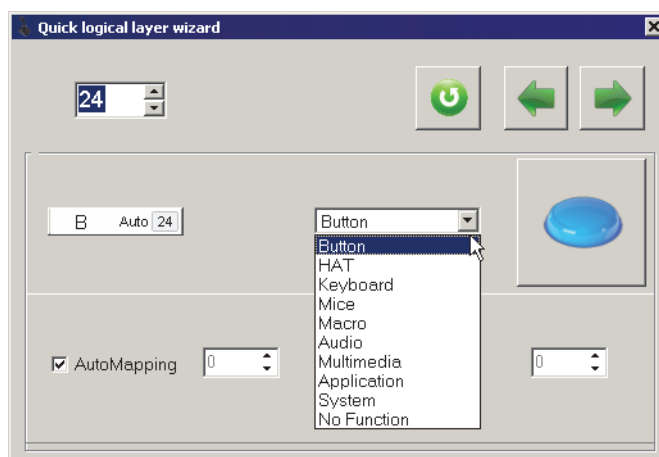 Quick logical layer wizard
24
B Auto 24
Button
Button
HAT
Keyboard
Mice
Macro
Audio
Multimedia
Application
System
No Function
AutoMapping 0 0